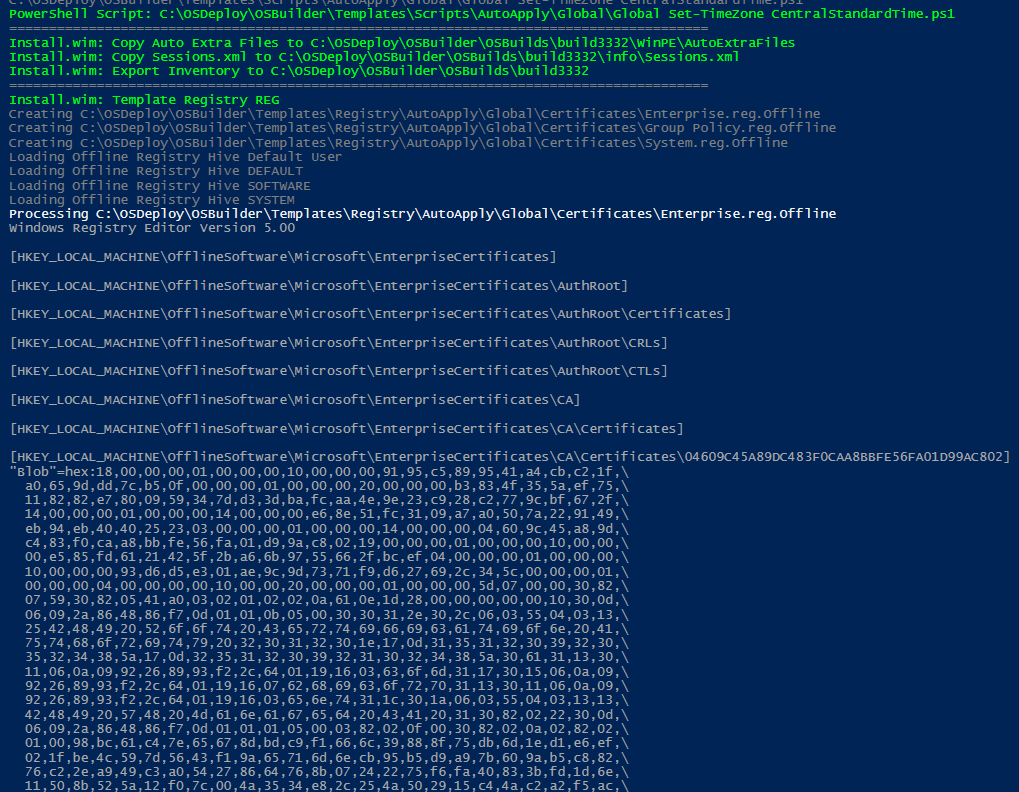 C:\OSDeploy\OSBuilder\Templates\Scripts\AutoApply\Global\Global Set-TimeZone CentralStandardTime.ps1
PowerShell Script: C:\OSDeploy\OSBuilder\Templates\Scripts\AutoApply\Global\Global Set-TimeZone CentralStandardTime.ps1
========================================================================================
Install.wim: Copy Auto Extra Files to C:\OSDeploy\OSBuilder\OSBuilds\build3332\WinPE\AutoExtraFiles
Install.wim: Copy Sessions.xml to C:\OSDeploy\OSBuilder\OSBuilds\build3332\info\Sessions.xml
Install.wim: Export Inventory to C:\OSDeploy\OSBuilder\OSBuilds\build3332
========================================================================================
Install.wim: Template Registry REG
Creating C:\OSDeploy\OSBuilder\Templates\Registry\AutoApply\Global\Certificates\Enterprise.reg.Offline
Creating C:\OSDeploy\OSBuilder\Templates\Registry\AutoApply\Global\Certificates\Group Policy.reg.Offline
Creating C:\OSDeploy\OSBuilder\Templates\Registry\AutoApply\Global\Certificates\System.reg.Offline
Loading Offline Registry Hive Default User
Loading Offline Registry Hive DEFAULT
Loading Offline Registry Hive SOFTWARE
Loading Offline Registry Hive SYSTEM
Processing C:\OSDeploy\OSBuilder\Templates\Registry\AutoApply\Global\Certificates\Enterprise.reg.Offline
Windows Registry Editor Version 5.00
[HKEY_LOCAL_MACHINE\OfflineSoftware\Microsoft\EnterpriseCertificates]
[HKEY_LOCAL_MACHINE\OfflineSoftware\Microsoft\EnterpriseCertificates\AuthRoot]
[HKEY_LOCAL_MACHINE\OfflineSoftware\Microsoft\EnterpriseCertificates\AuthRoot\Certificates]
[HKEY_LOCAL_MACHINE\OfflineSoftware\Microsoft\EnterpriseCertificates\AuthRoot\CRLs]
[HKEY_LOCAL_MACHINE\OfflineSoftware\Microsoft\EnterpriseCertificates\AuthRoot\CTLs]
[HKEY_LOCAL_MACHINE\OfflineSoftware\Microsoft\EnterpriseCertificates\CA]
[HKEY_LOCAL_MACHINE\OfflineSoftware\Microsoft\EnterpriseCertificates\CA\Certificates]
[HKEY_LOCAL_MACHINE\OfflineSoftware\Microsoft\EnterpriseCertificates\CA\Certificates\04609C45A89DC483F0CAA8BBFE56FA01D99AC802]
"Blob"=hex:18,00,00,00,01,00,00,00,10,00,00,00,91,95,c5,89,95,41,a4,cb,c2,1f,\
a0,65,9d,dd,7c,b5,0f,00,00,00,01,00,00,00,20,00,00,00,b3,83,4f,35,5a,ef,75,\
11,82,82,e7,80,09,59,34,7d,d3,3d,ba,fc,aa,4e,9e,23,c9,28,c2,77,9c,bf,67,2f,\
14,00,00,00,01,00,00,00,14,00,00,00,e6,8e,51,fc,31,09,a7,a0,50,7a,22,91,49,\
eb,94,eb,40,40,25,23,03,00,00,00,01,00,00,00,14,00,00,00,04,60,9c,45,a8,9d,\
c4,83,f0,ca,a8,bb,fe,56,fa,01,d9,9a,c8,02,19,00,00,00,01,00,00,00,10,00,00,\
00,e5,85,fd,61,21,42,5f,2b,a6,6b,97,55,66,2f,bc,ef,04,00,00,00,01,00,00,00,\
10,00,00,00,93,d6,d5,e3,01,ae,9c,9d,73,71,f9,d6,27,69,2c,34,5c,00,00,00,01,\
00,00,00,04,00,00,00,00,10,00,00,20,00,00,00,01,00,00,00,5d,07,00,00,30,82,\
07,59,30,82,05,41,a0,03,02,01,02,02,0a,61,0e,1d,28,00,00,00,00,00,10,30,0d,\
06,09,2a,86,48,86,f7,0d,01,01,0b,05,00,30,30,31,2e,30,2c,06,03,55,04,03,13,\
25,42,48,49,20,52,6f,6f,74,20,43,65,72,74,69,66,69,63,61,74,69,6f,6e,20,41,\
75,74,68,6f,72,69,74,79,20,32,30,31,32,30,1e,17,0d,31,35,31,32,30,39,32,30,\
35,32,34,38,5a,17,0d,32,35,31,32,30,39,32,31,30,32,34,38,5a,30,61,31,13,30,\
11,06,0a,09,92,26,89,93,f2,2c,64,01,19,16,03,63,6f,6d,31,17,30,15,06,0a,09,\
92,26,89,93,f2,2c,64,01,19,16,07,62,68,69,63,6f,72,70,31,13,30,11,06,0a,09,\
92,26,89,93,f2,2c,64,01,19,16,03,65,6e,74,31,1c,30,1a,06,03,55,04,03,13,13,\
42,48,49,20,57,48,20,4d,61,6e,61,67,65,64,20,43,41,20,31,30,82,02,22,30,0d,\
06,09,2a,86,48,86,f7,0d,01,01,01,05,00,03,82,02,0f,00,30,82,02,0a,02,82,02,\
01,00,98,bc,61,c4,7e,65,67,8d,bd,c9,f1,66,6c,39,88,8f,75,db,6d,1e,d1,e6,ef,\
02,1f,be,4c,59,7d,56,43,f1,9a,65,71,6d,6e,cb,95,b5,d9,a9,7b,60,9a,b5,c8,82,\
76,c2,2e,a9,49,c3,a0,54,27,86,64,76,8b,07,24,22,75,f6,fa,40,83,3b,fd,1d,6e,\
11,50,8b,52,5a,12,f0,7c,00,4a,35,34,e8,2c,25,4a,50,29,15,c4,4a,c2,a2,f5,ac,\